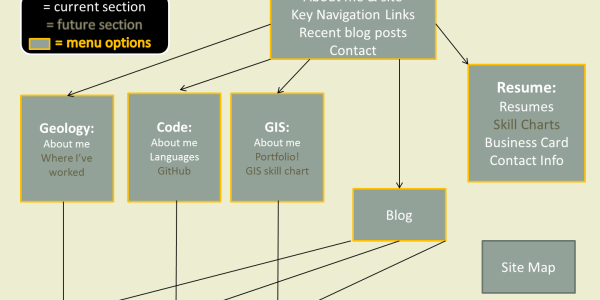 = current section
= future section
= menu options
About me & site
Key Navigation Links
Recent blog posts
Contact
Geology:
About me
Where I've
worked
Code:
About me
Languages
GitHub
GIS:
About me
Portfolio!
GIS skill chart
Resume:
Resumes
Skill Charts
Business Card
Contact Info
Blog
Site Map